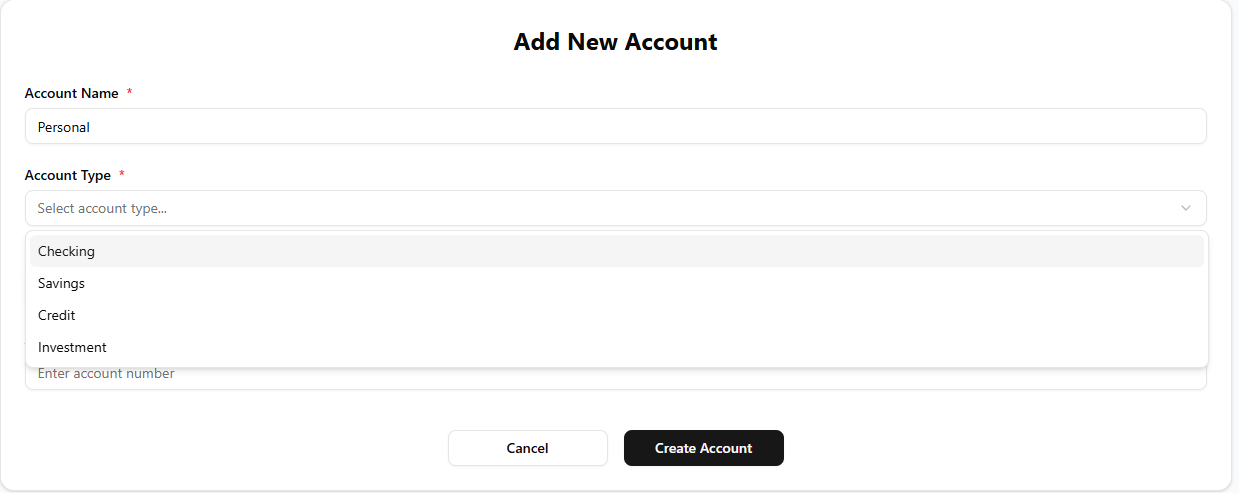 Add New Account
Account Name *
Personal
Account Type *
Select account type...
Checking
Savings
Credit
Investment
Enter account number
Cancel
Create Account